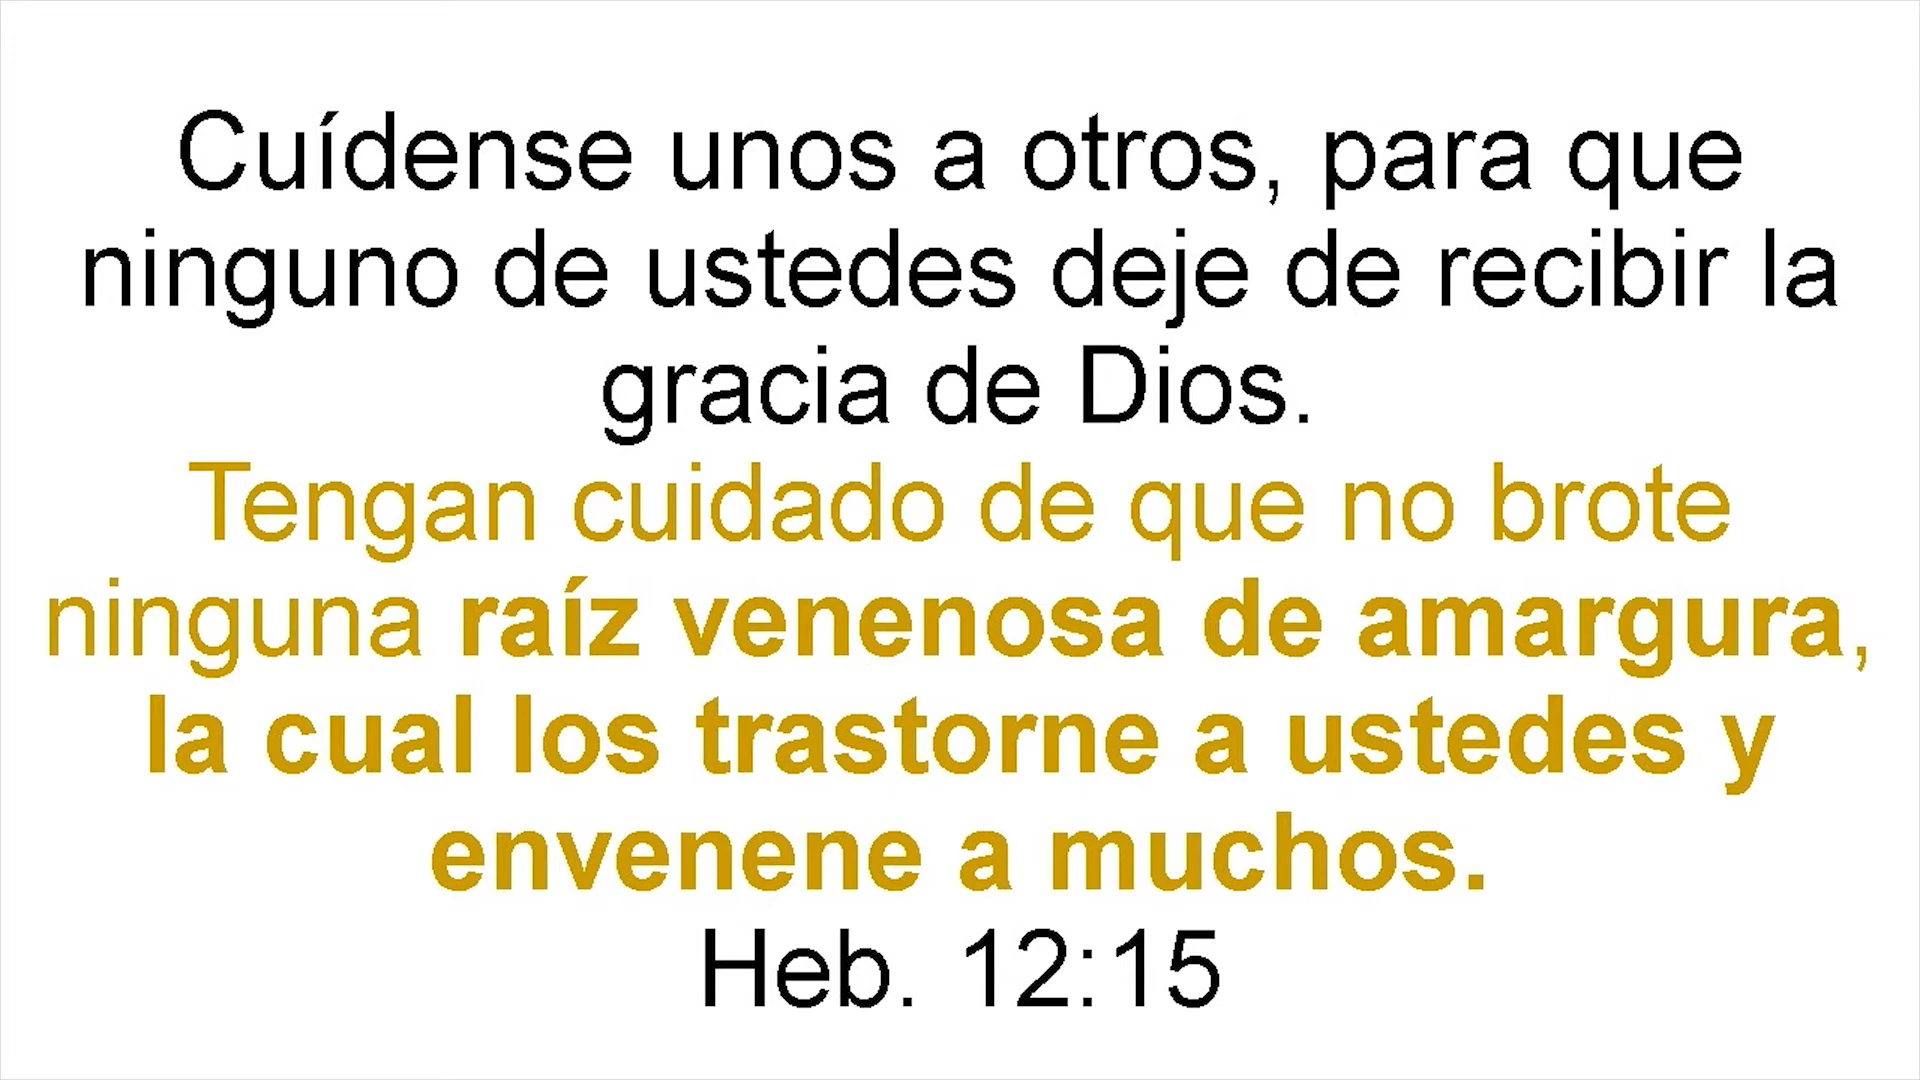 Cuídense unos a otros, para que
ninguno de ustedes deje de recibir la
gracia de Dios.
Tengan cuidado de que no brote
ninguna raíz venenosa de amargura,
la cual los trastorne a ustedes y
envenene a muchos.
Heb. 12:15